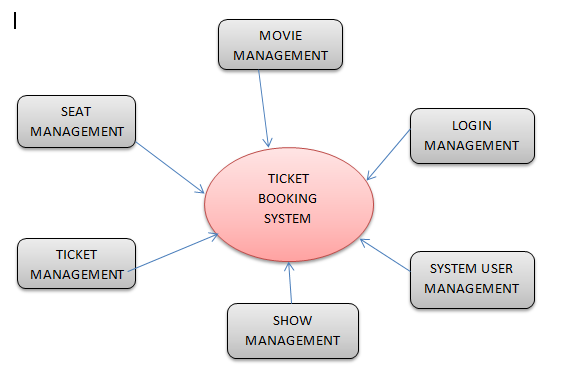 MOVIE
MANAGEMENT
SEAT
MANAGEMENT
LOGIN
MANAGEMENT
TICKET
BOOKING
SYSTEM
TICKET
MANAGEMENT
SYSTEM USER
MANAGEMENT
SHOW
MANAGEMENT